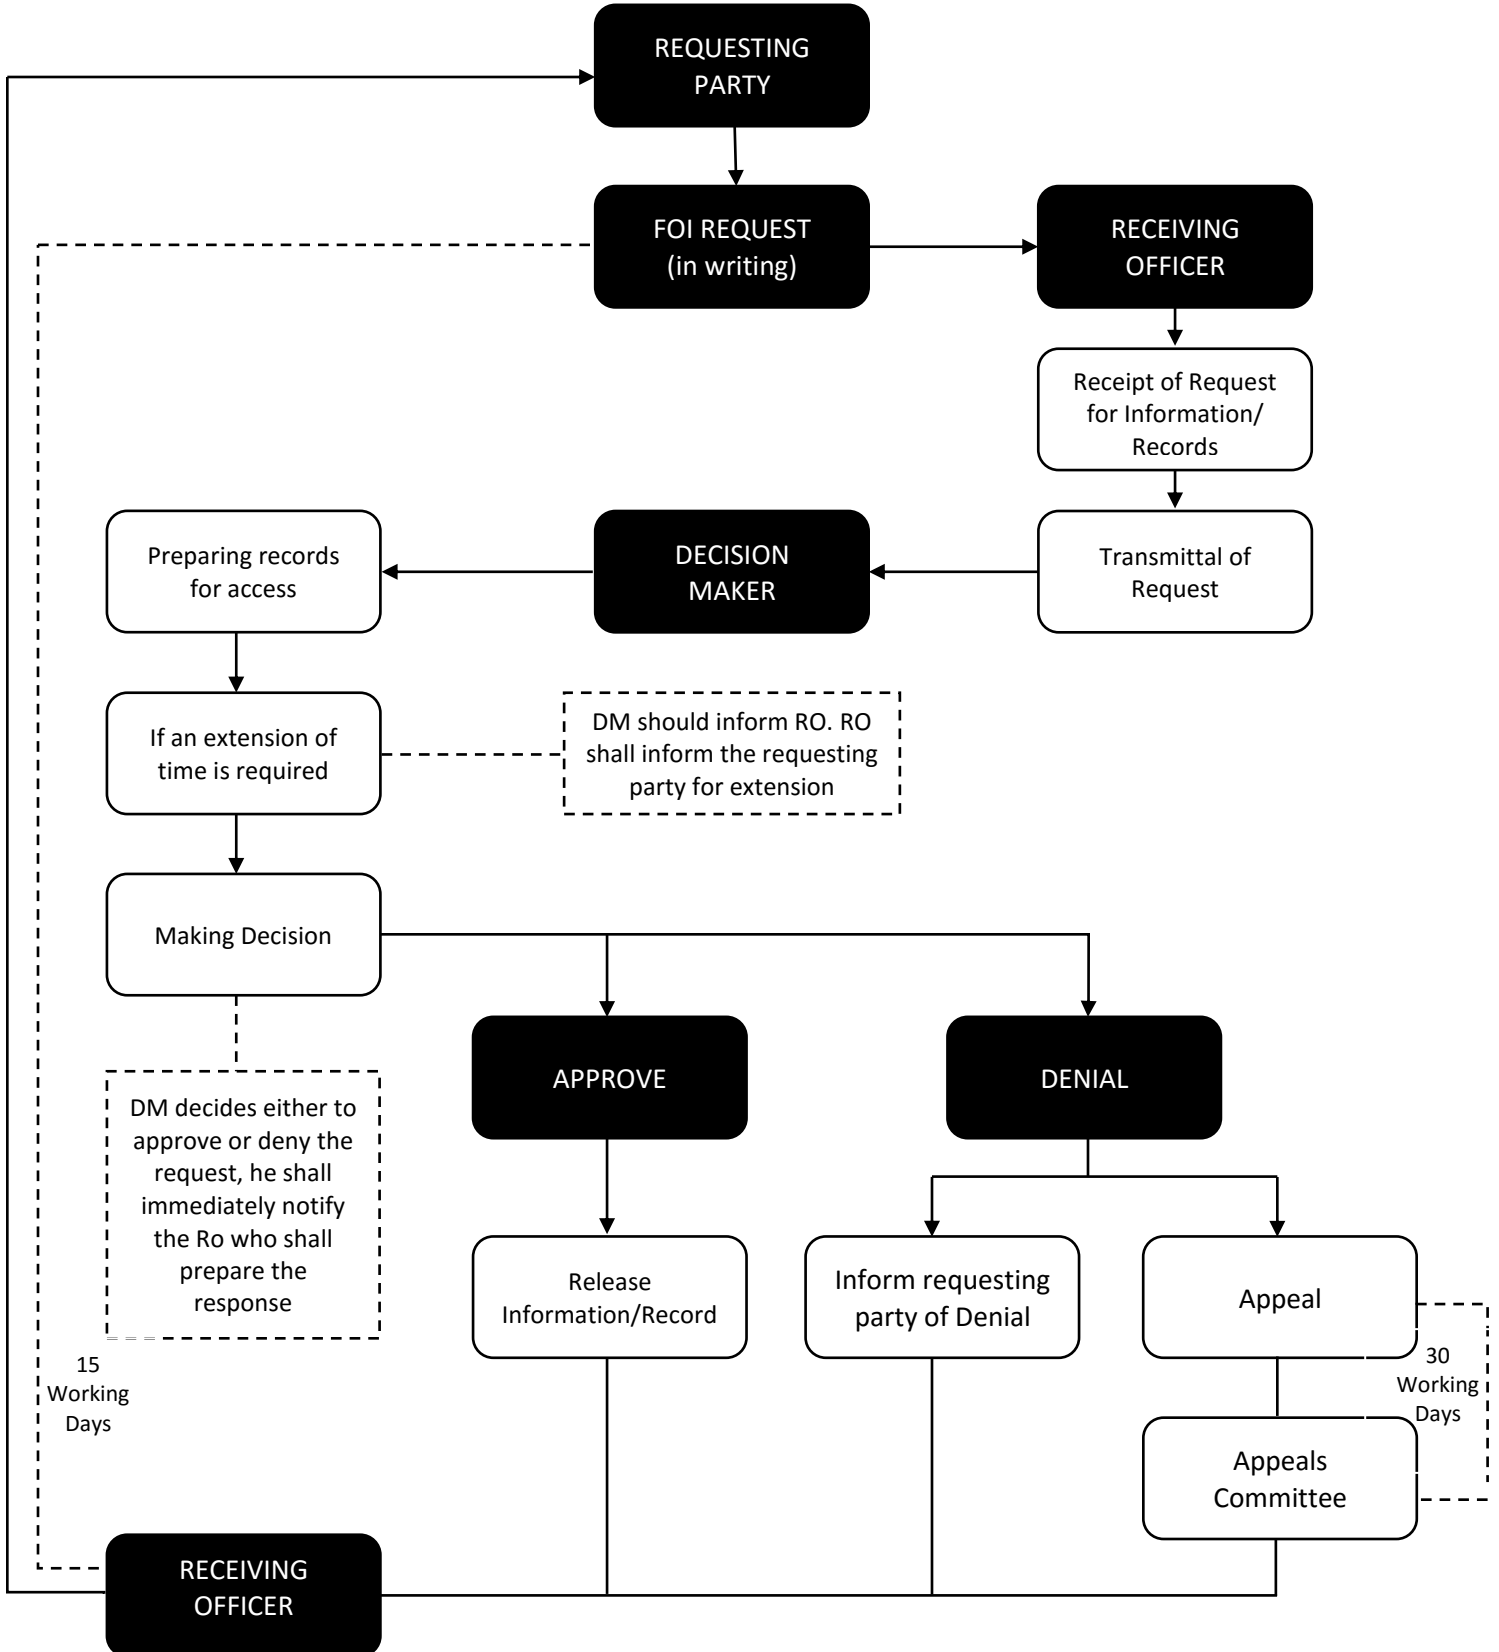 REQUESTING
PARTY
FOI REQUEST
(in writing)
RECEIVING
OFFICER
Receipt of Request
for Information/
Records
Transmittal of
Request
DECISION
MAKER
Preparing records
for access
If an extension of
time is required
DM should inform RO. RO
shall inform the requesting
party for extension
Making Decision
DM decides either to
approve or deny the
request, he shall
immediately notify
the Ro who shall
prepare the
response
APPROVE
DENIAL
Release
Information/Record
Inform requesting
party of Denial
Appeal
30
Working
Days
Appeals
Committee
15
Working
Days
RECEIVING
OFFICER